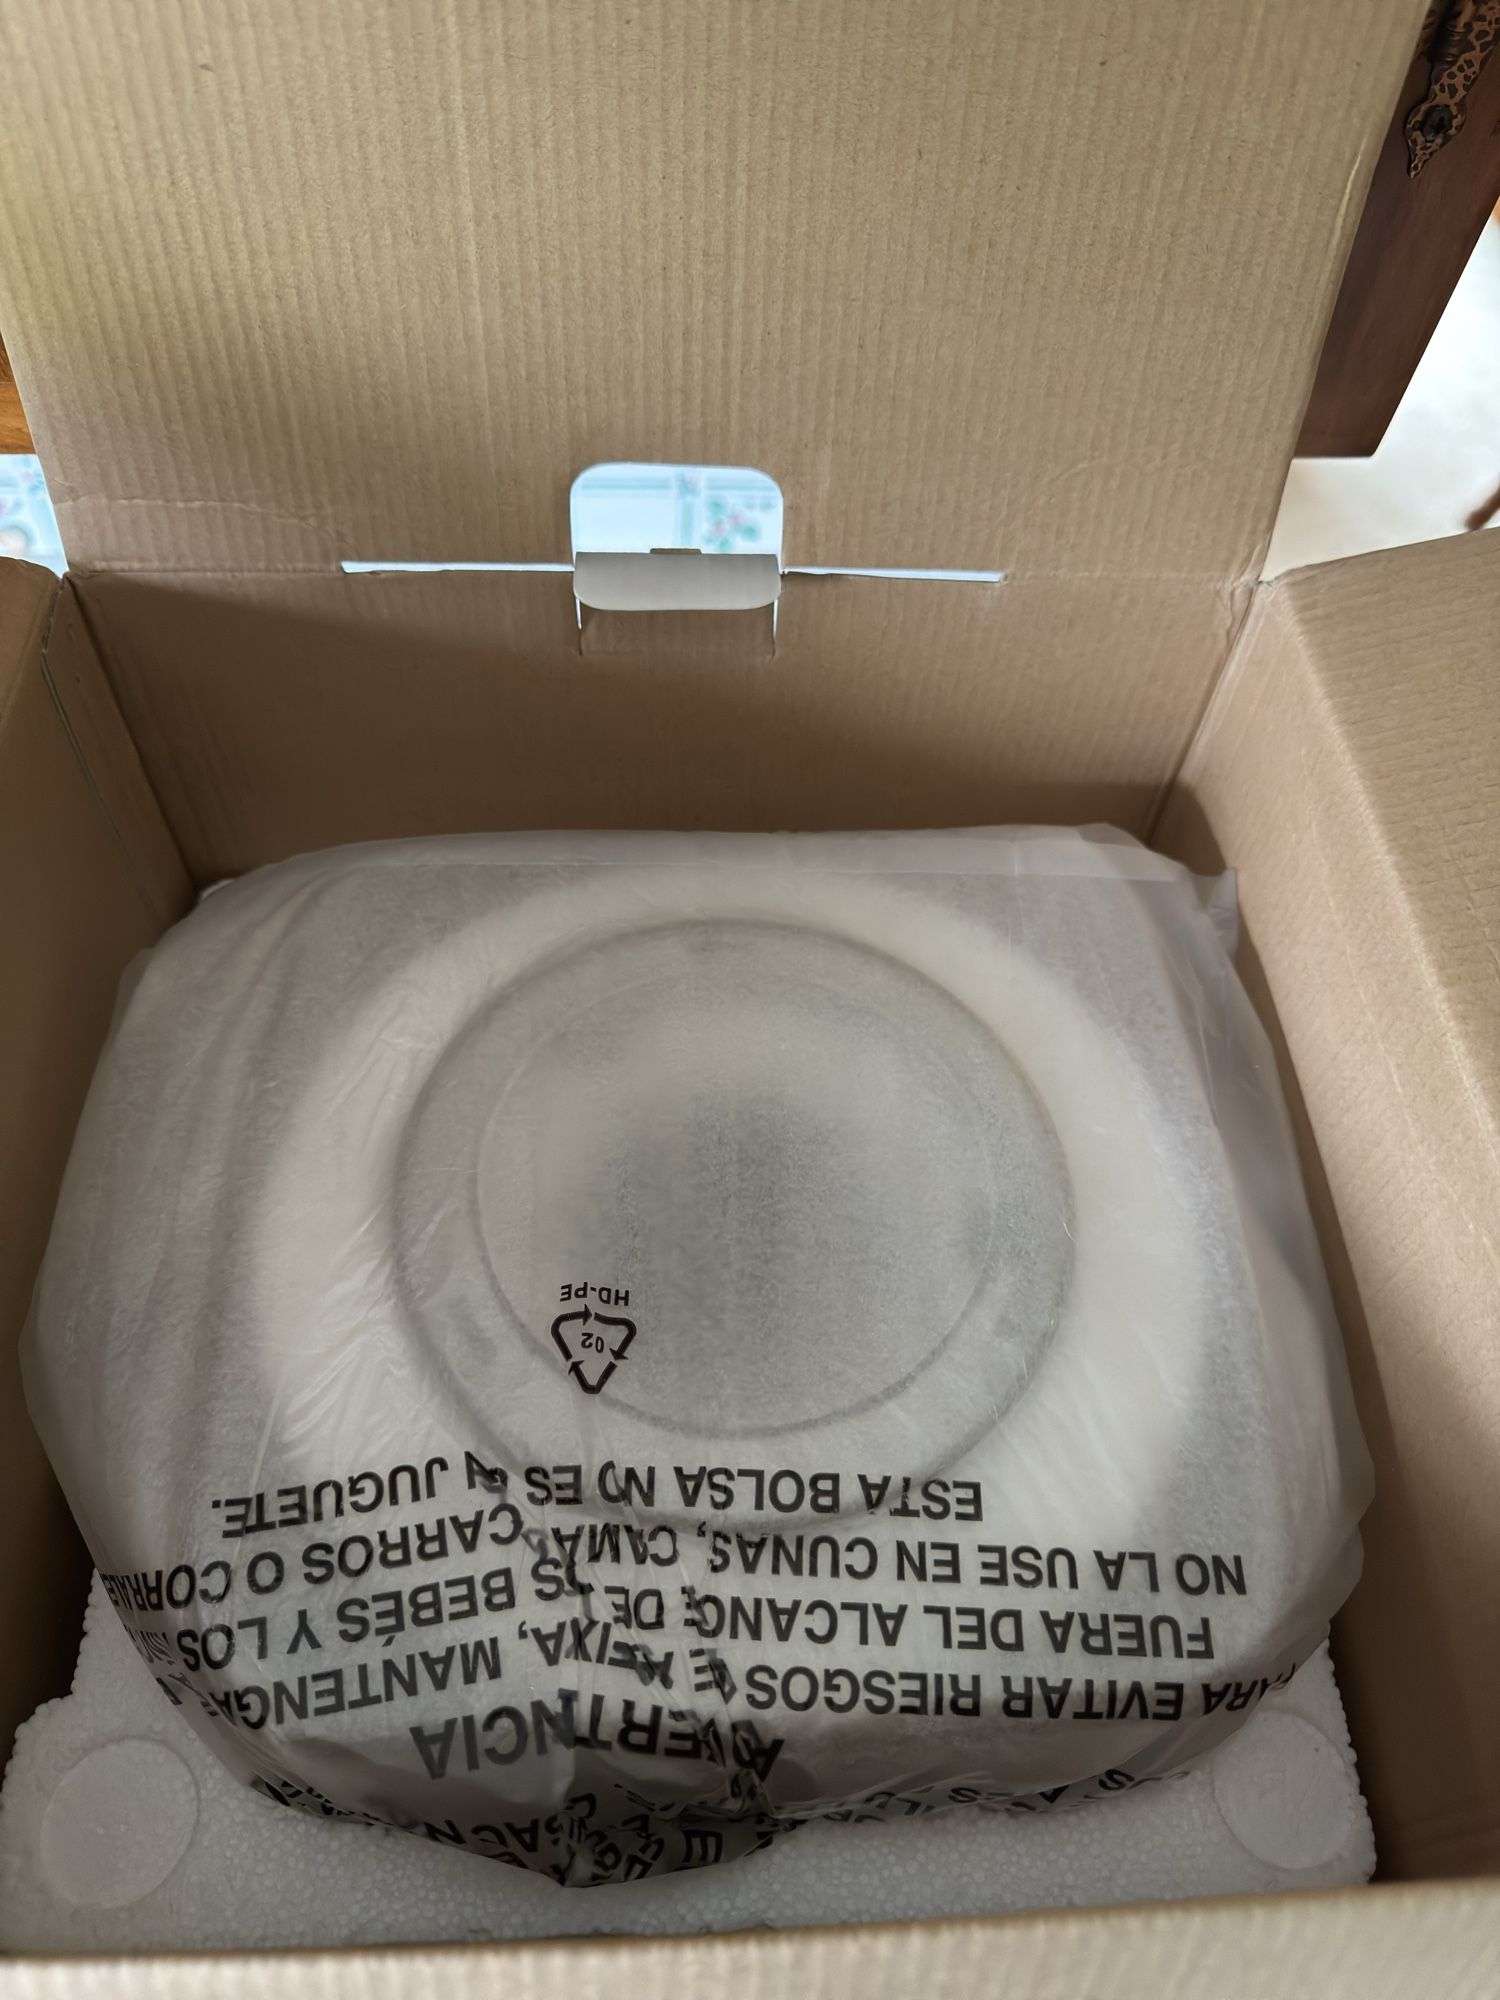 ADVERTENCIA
PARA EVITAR RIESGOS DE ASFIXIA, MANTENGA
FUERA DEL ALCANCE DE LOS BEBÉS Y LOS
NO LA USE EN CUNAS, CAMAS, CARROS O
ESTA BOLSA NO ES UN JUGUETE.
02
HD-PE